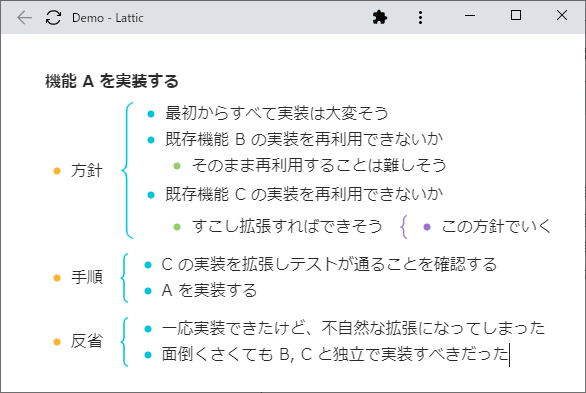 Demo - Lattic
機能 A を実装する
方針
最初からすべて実装は大変そう
既存機能 B の実装を再利用できないか
そのまま再利用することは難しそう
既存機能 C の実装を再利用できないか
すこし拡張すればできそう
この方針でいく
手順
C の実装を拡張しテストが通ることを確認する
A を実装する
反省
一応実装できたけど、不自然な拡張になってしまった
面倒くさくても B, C と独立で実装すべきだった